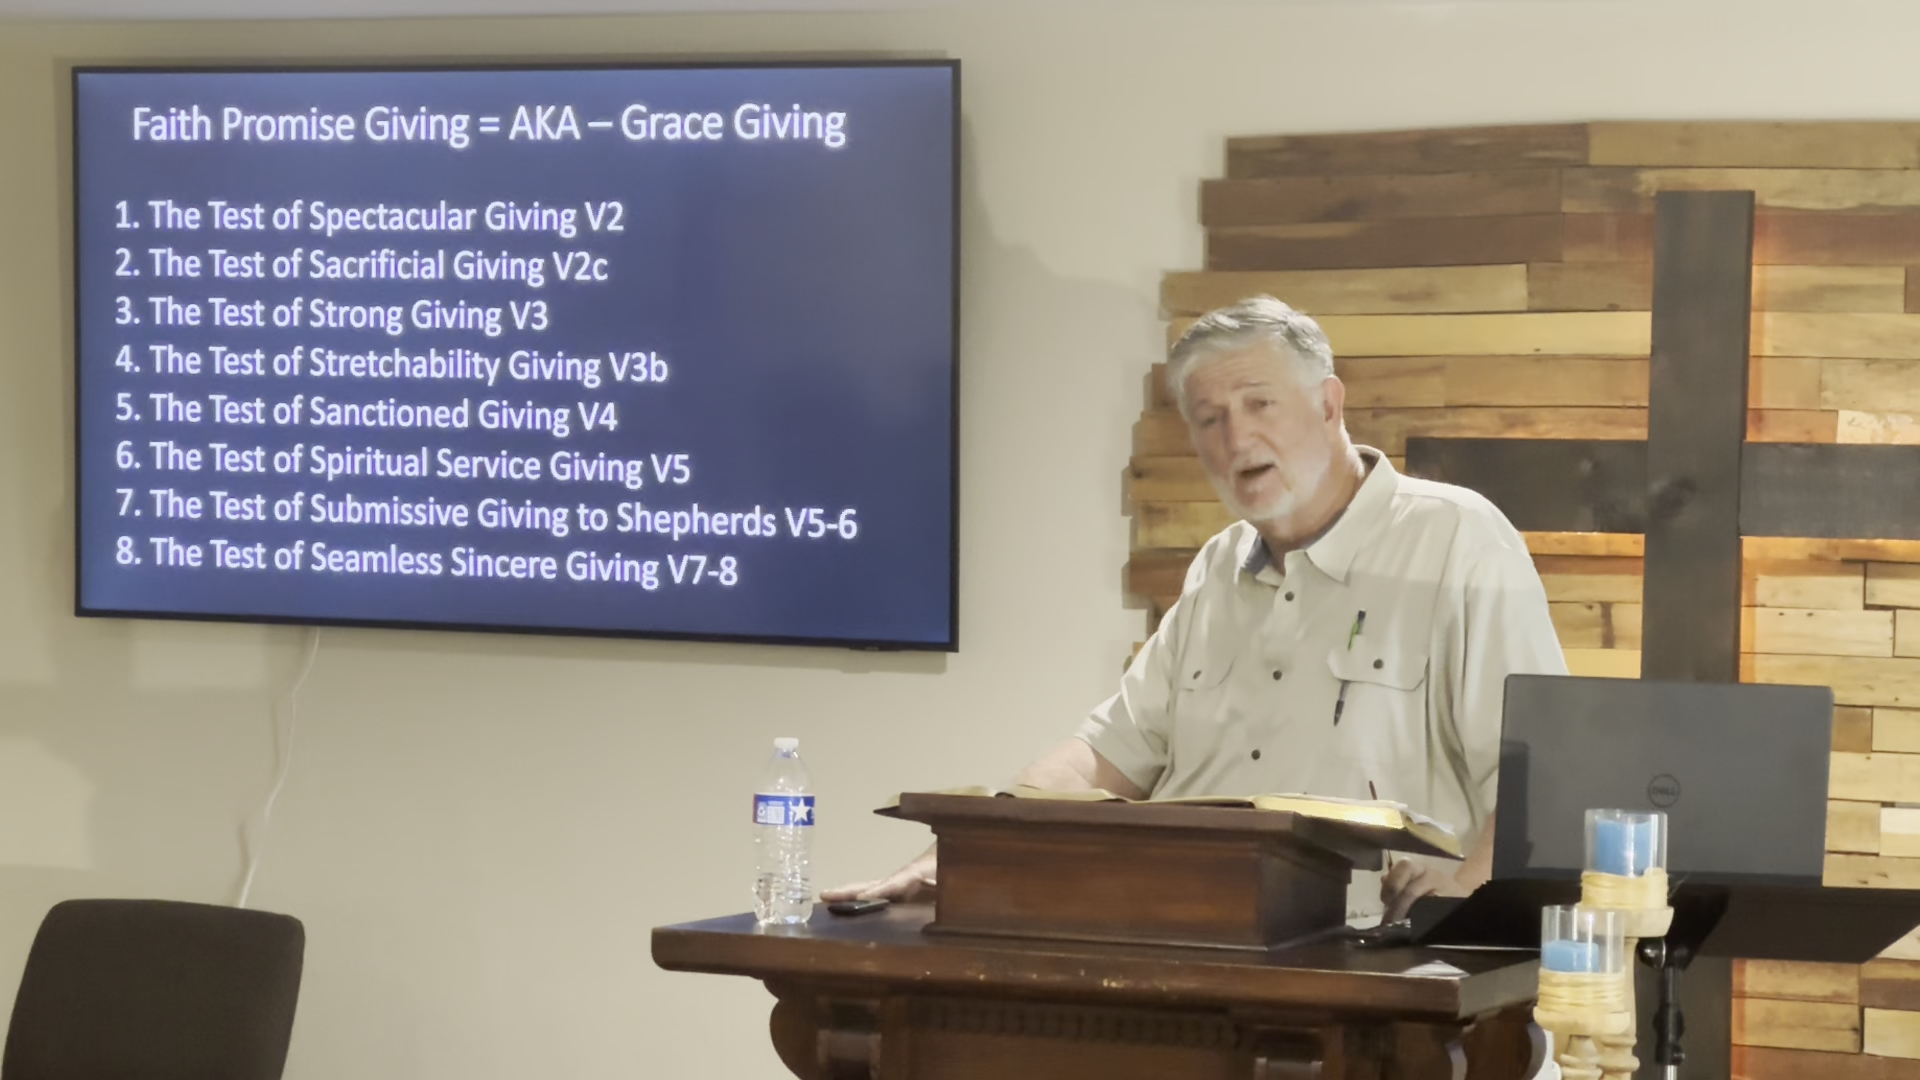 Faith Promise Giving = AKA – Grace Giving
1. The Test of Spectacular Giving V2
2. The Test of Sacrificial Giving V2c
3. The Test of Strong Giving V3
4. The Test of Stretchability Giving V3b
5. The Test of Sanctioned Giving V4
6. The Test of Spiritual Service Giving V5
7. The Test of Submissive Giving to Shepherds V5-6
8. The Test of Seamless Sincere Giving V7-8
DELL